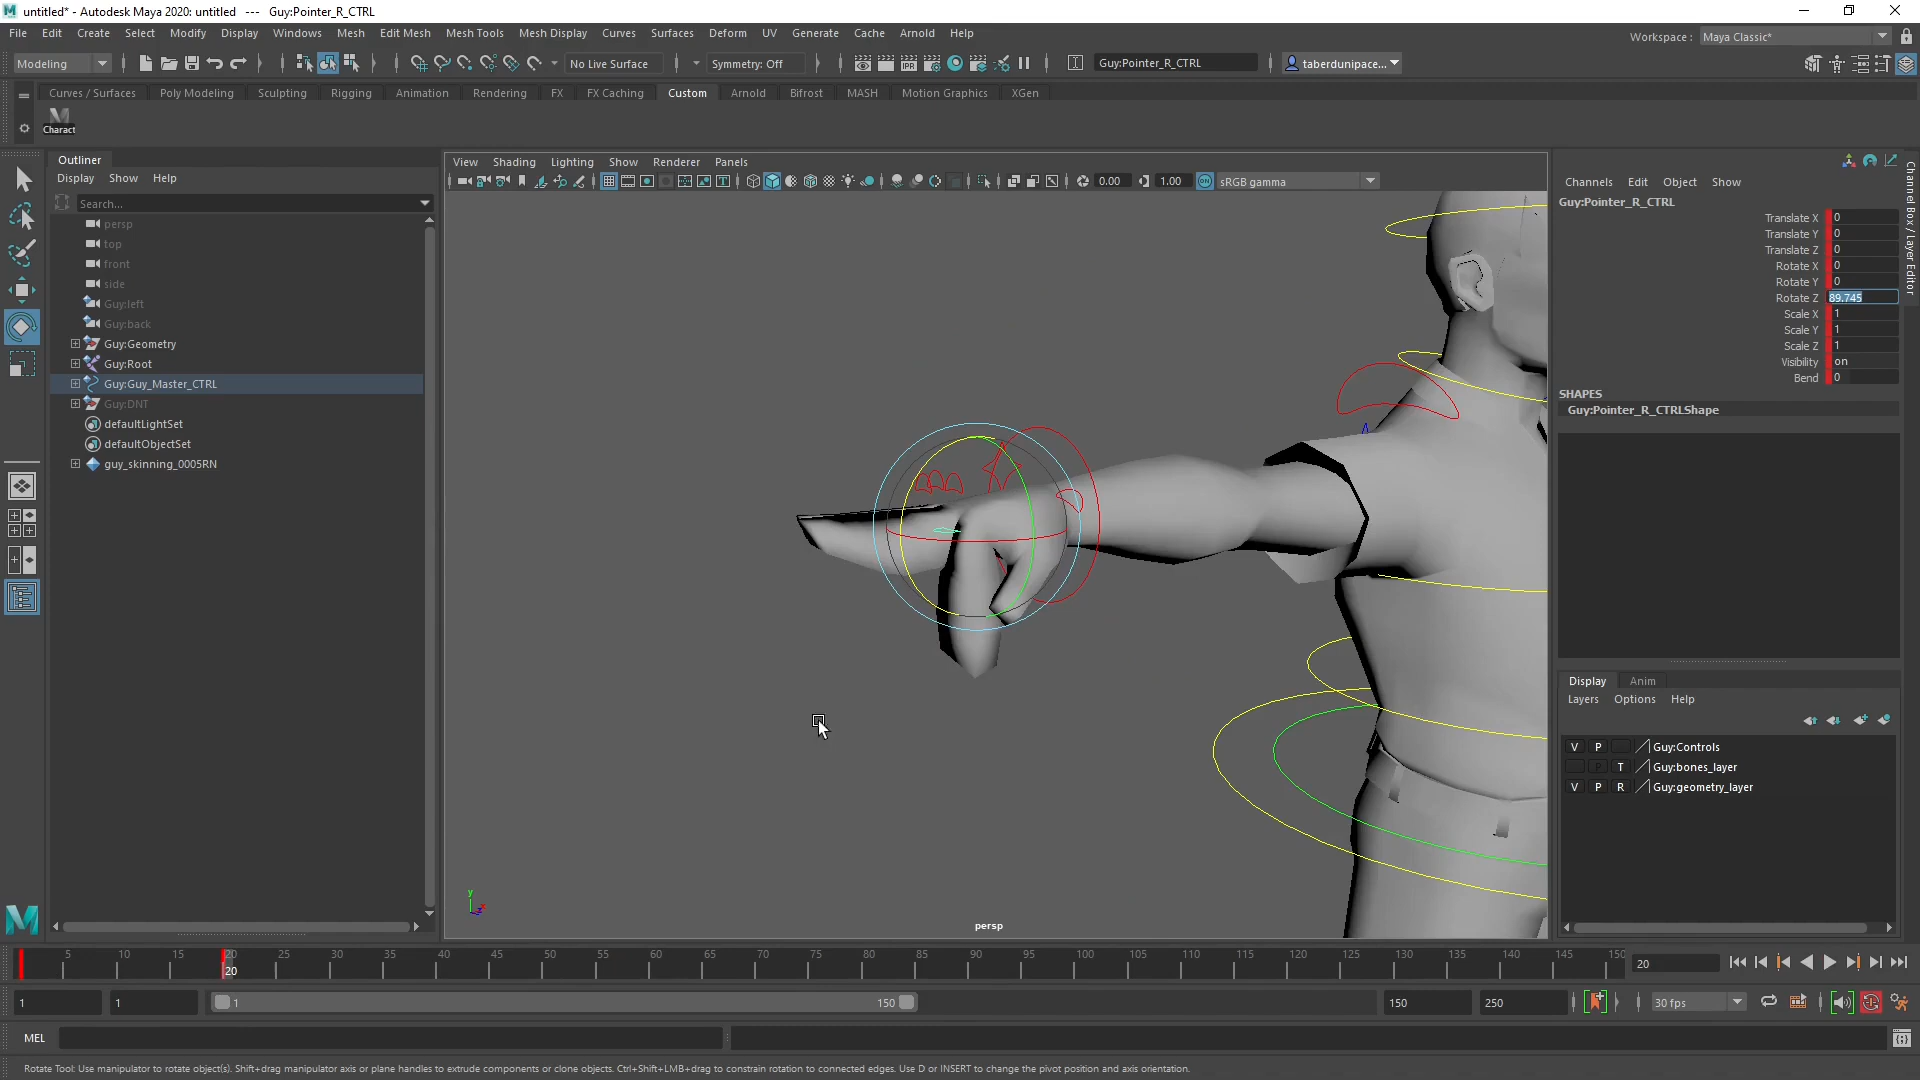 untitled* - Autodesk Maya 2020: untitled --- Guy:Pointer_R_CTRL
File Edit Create Select Modify Display Windows Mesh Edit Mesh Mesh Tools Mesh Display Curves Surfaces Deform UV Generate Cache Arnold Help
Workspace : Maya Classic*
Modeling No Live Surface Symmetry: Off IPR Guy:Pointer_R_CTRL taberdunipace...
Curves / Surfaces Poly Modeling Sculpting Rigging Animation Rendering FX FX Caching Custom Arnold Bifrost MASH Motion Graphics XGen
Charact
Outliner
Display Show Help
Search...
persp
top
front
side
Guy:left
Guy:back
Guy:Geometry
Guy:Root
Guy:Guy_Master_CTRL
Guy:DNT
defaultLightSet
defaultObjectSet
guy_skinning_0005RN
View Shading Lighting Show Renderer Panels
0.00 1.00 ON sRGB gamma
y
x
persp
Channels Edit Object Show
Guy:Pointer_R_CTRL
Translate X 0
Translate Y 0
Translate Z 0
Rotate X 0
Rotate Y 0
Rotate Z 89.745
Scale X 1
Scale Y 1
Scale Z 1
Visibility on
Bend 0
SHAPES
Guy:Pointer_R_CTRLShape
Channel Box / Layer Editor
Display Anim
Layers Options Help
V P Guy:Controls
P T Guy:bones_layer
V P R Guy:geometry_layer
5 10 15 20 25 30 35 40 45 50 55 60 65 70 75 80 85 90 95 100 105 110 115 120 125 130 135 140 145 150
20
20
1 1 1 150 150 250 30 fps
MEL
Rotate Tool: Use manipulator to rotate object(s). Shift+drag manipulator axis or plane handles to extrude components or clone objects. Ctrl+Shift+LMB+drag to constrain rotation to connected edges. Use D or INSERT to change the pivot position and axis orientation.